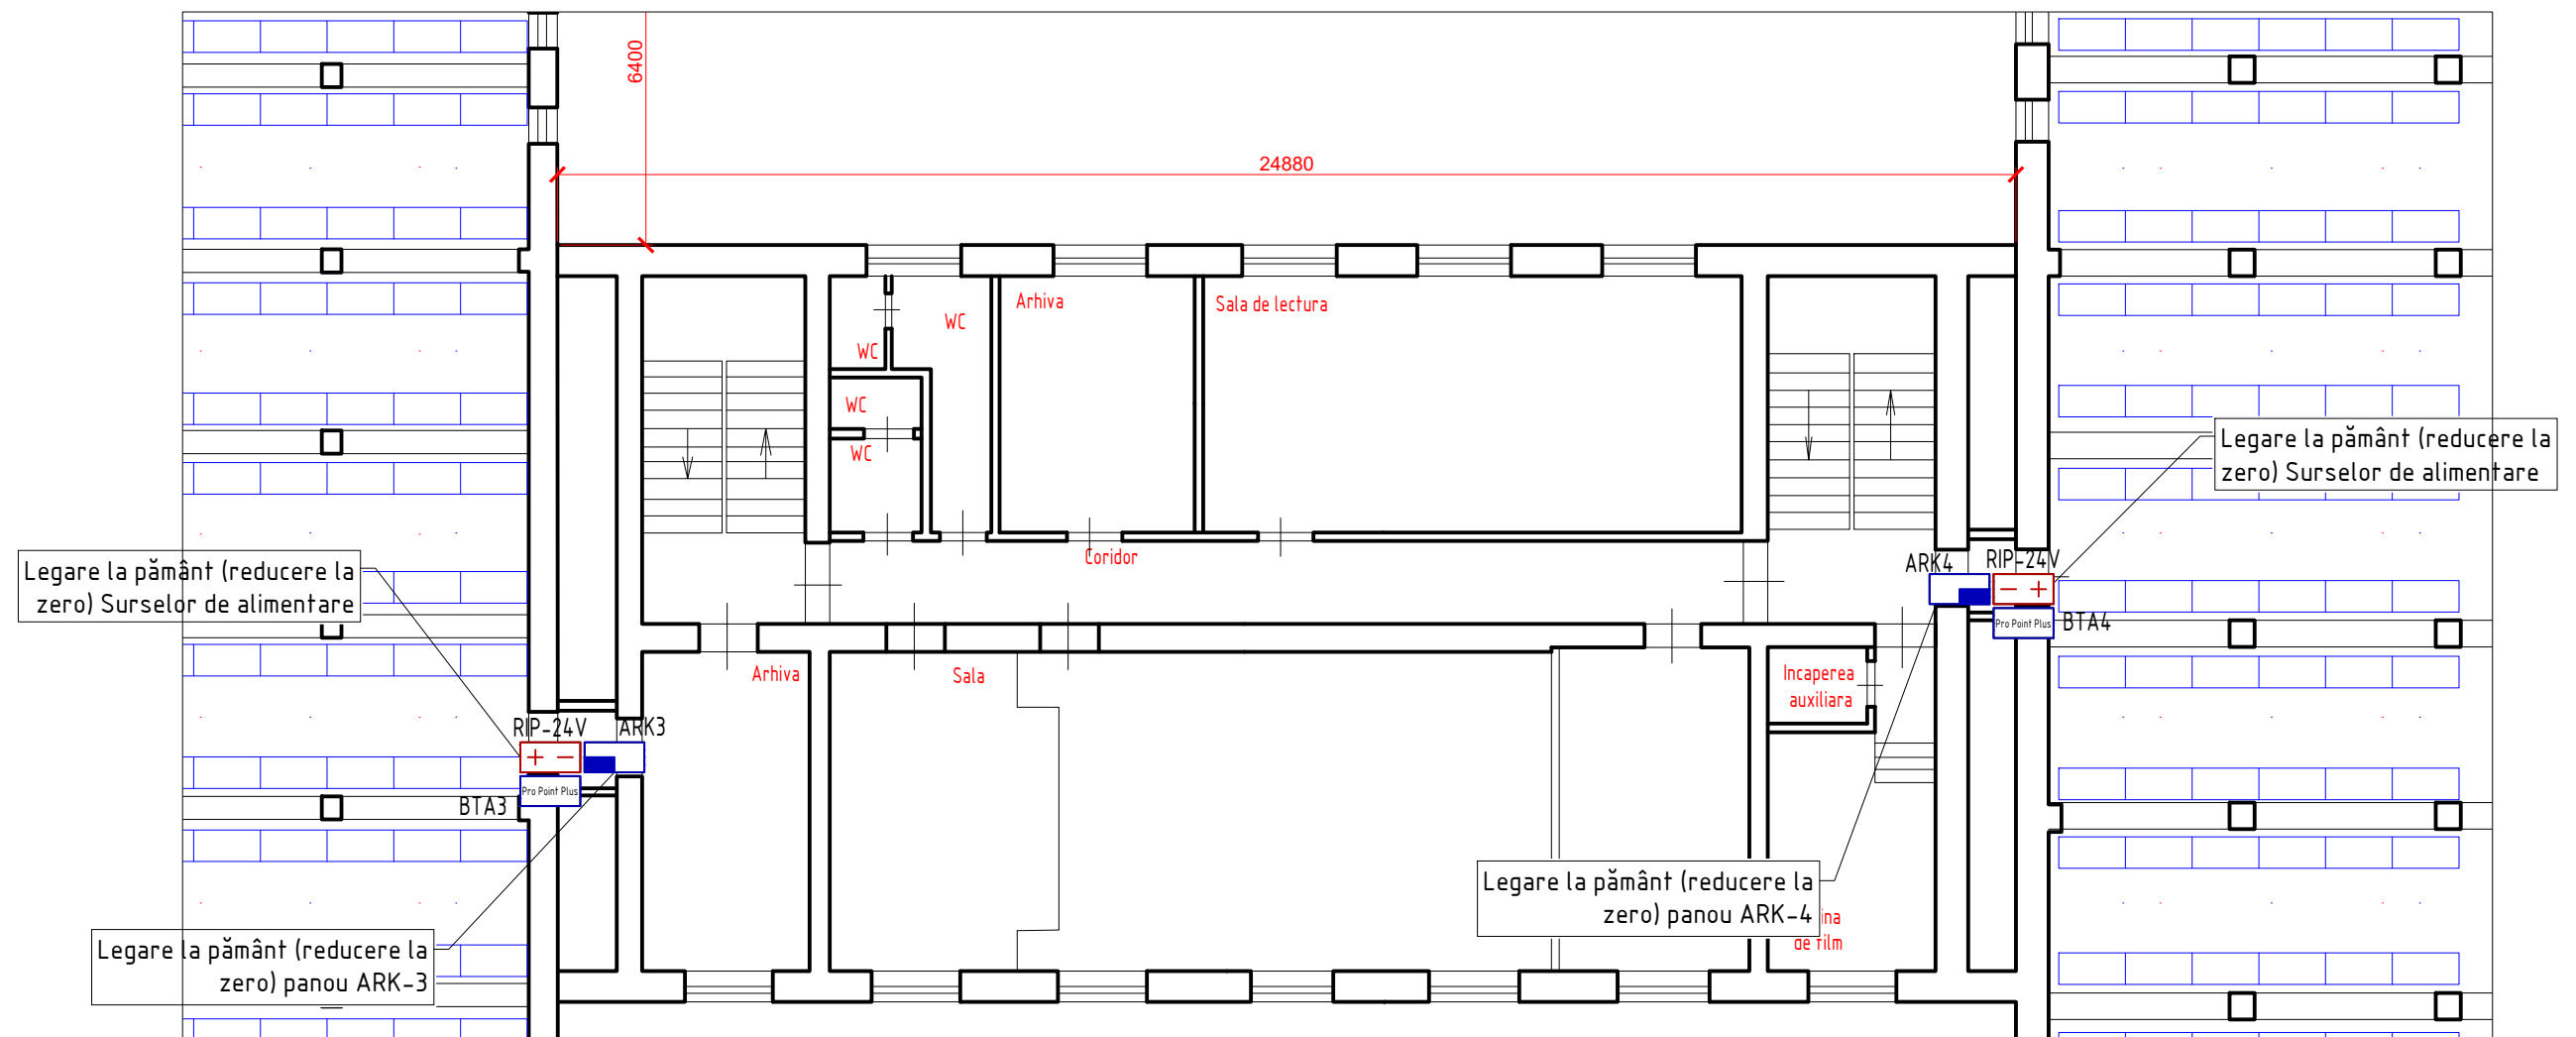 6400
24880
Arhiva
Sala de lectura
WC
WC
WC
WC
Coridor
Legare la pământ (reducere la
zero) Surselor de alimentare
ARK4
RIP-24V
Pro Point Plus
BTA4
Legare la pământ (reducere la
zero) Surselor de alimentare
Arhiva
Sala
Incaperea
auxiliara
RIP-24V
ARK3
Pro Point Plus
BTA3
Legare la pământ (reducere la
zero) panou ARK-4
de film
Legare la pământ (reducere la
zero) panou ARK-3